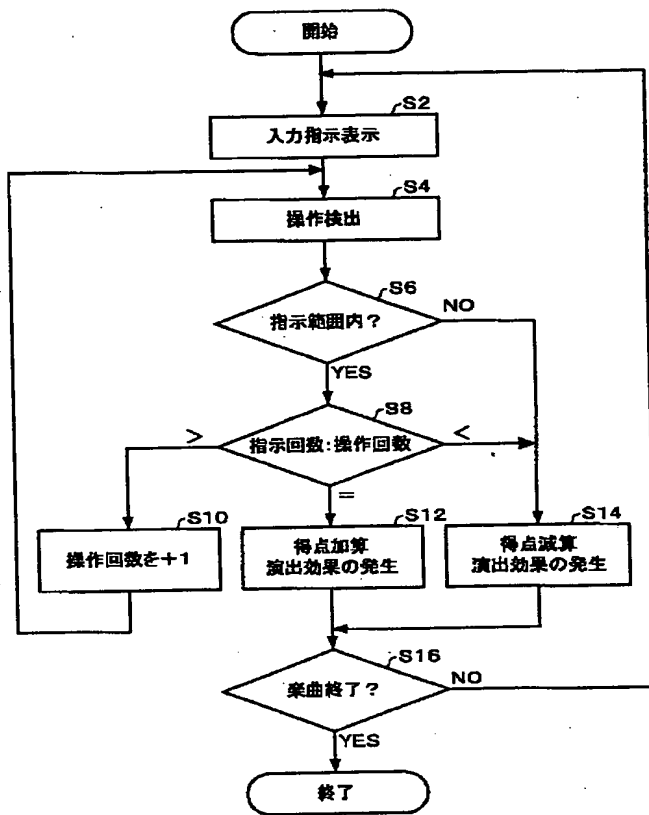 開始
S2
入力指示表示
S4
操作検出
S6
指示範囲内?
NO
YES
S8
>
指示回数:操作回数
<
=
S10
操作回数を+1
S12
得点加算
演出効果の発生
S14
得点減算
演出効果の発生
S16
楽曲終了?
NO
YES
終了